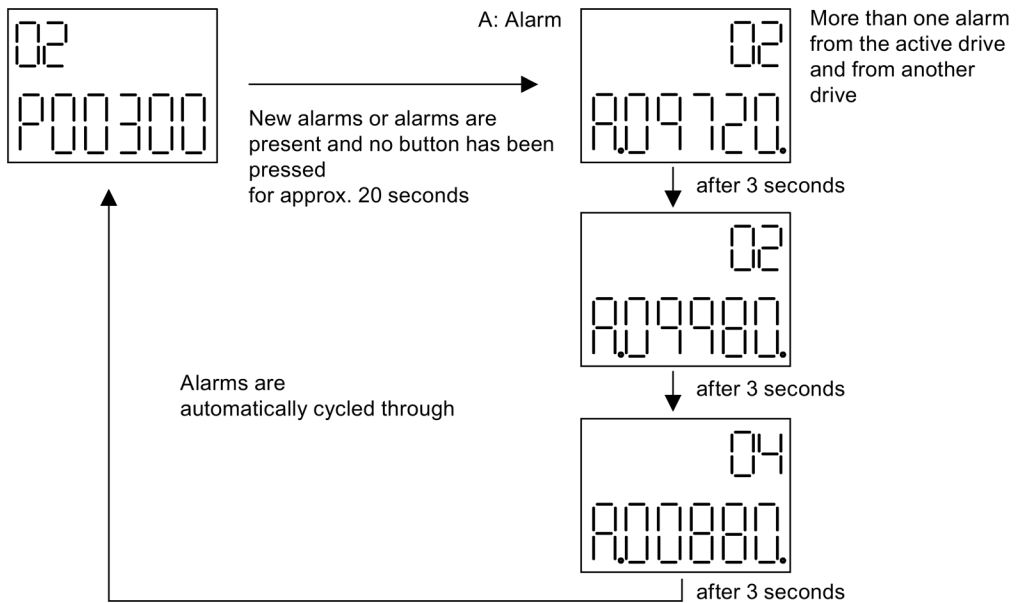 02
P00300
New alarms or alarms are
present and no button has been
pressed
for approx. 20 seconds
A: Alarm
02
A.09720.
More than one alarm
from the active drive
and from another
drive
after 3 seconds
02
A.09980.
after 3 seconds
Alarms are
automatically cycled through
04
A.00880.
after 3 seconds